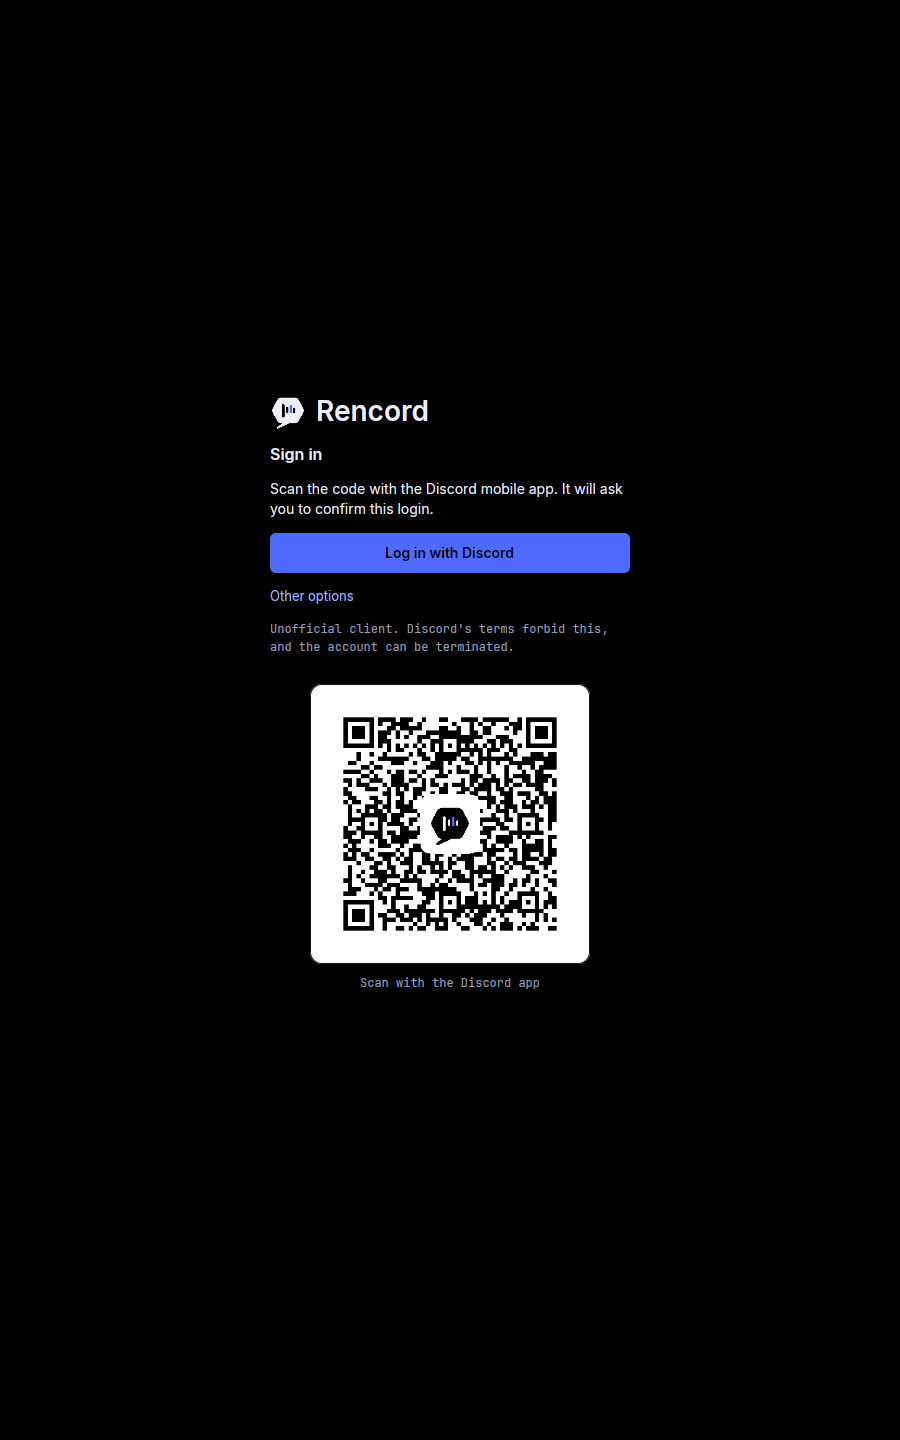 Rencord
Sign in
Scan the code with the Discord mobile app. It will ask
you to confirm this login.
Log in with Discord
Other options
Unofficial client. Discord's terms forbid this,
and the account can be terminated.
Scan with the Discord app